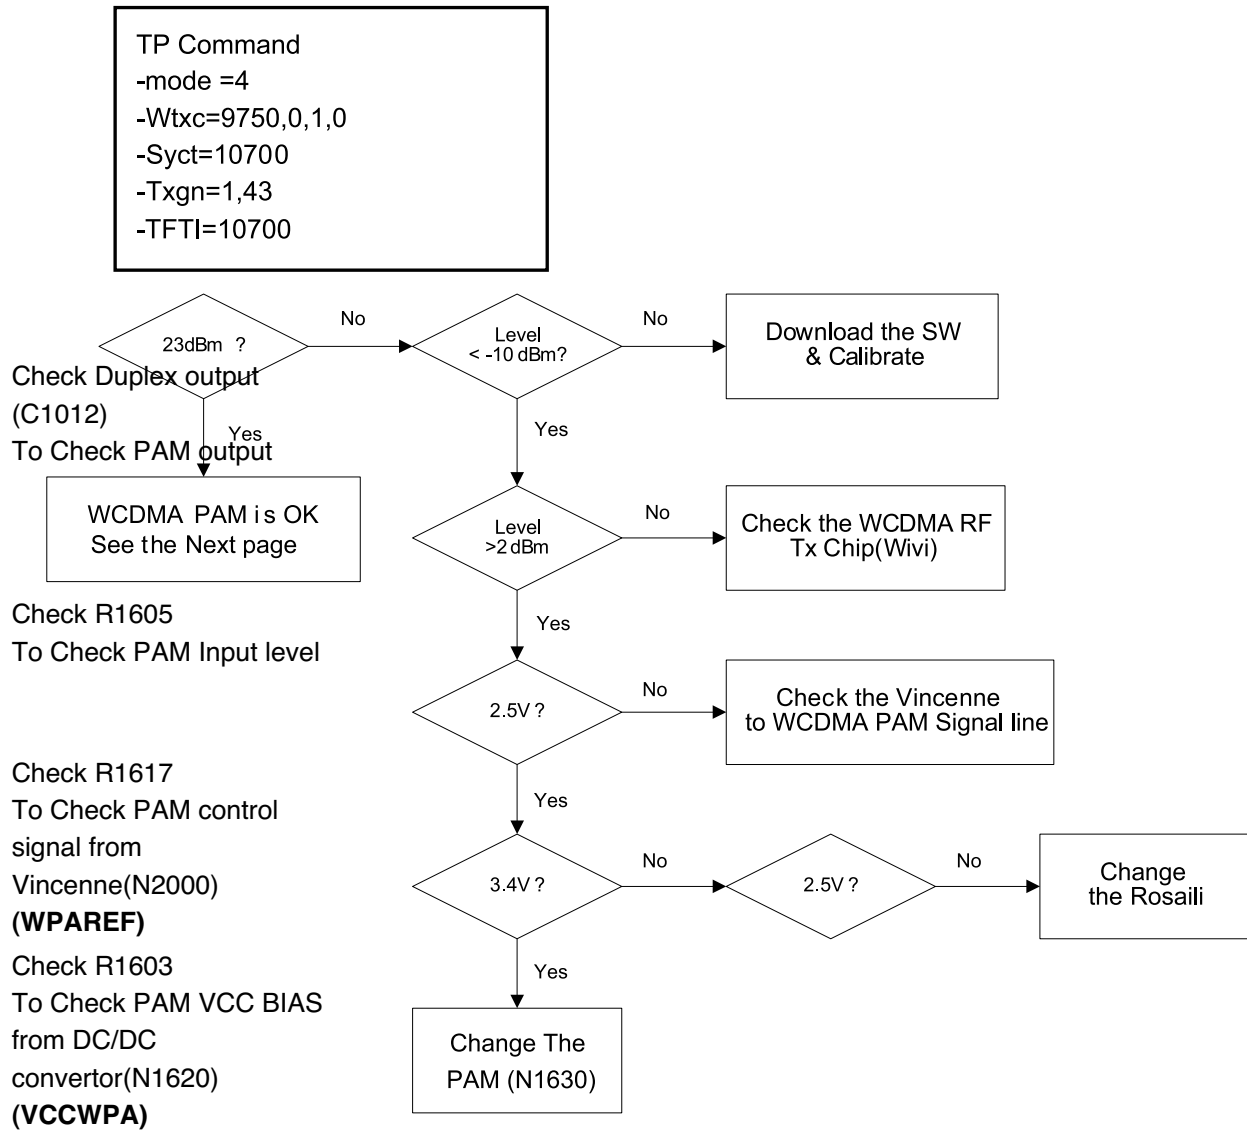 TP Command
-mode =4
-Wtxc=9750,0,1,0
-Syct=10700
-Txgn=1,43
-TFTI=10700
23dBm ?
No
Level
< -10 dBm?
No
Download the SW
& Calibrate
Check Duplex output
(C1012)
To Check PAM output
Yes
Yes
WCDMA PAM is OK
See the Next page
Level
>2 dBm
No
Check the WCDMA RF
Tx Chip(Wivi)
Check R1605
To Check PAM Input level
Yes
2.5V ?
No
Check the Vincenne
to WCDMA PAM Signal line
Check R1617
To Check PAM control
signal from
Vincenne(N2000)
(WPAREF)
Yes
3.4V ?
No
2.5V ?
No
Change
the Rosaili
Check R1603
To Check PAM VCC BIAS
from DC/DC
convertor(N1620)
(VCCWPA)
Yes
Change The
PAM (N1630)